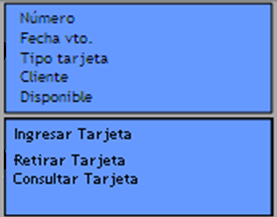 Número
Fecha vto.
Tipo tarjeta
Cliente
Disponible
Ingresar Tarjeta
Retirar Tarjeta
Consultar Tarjeta